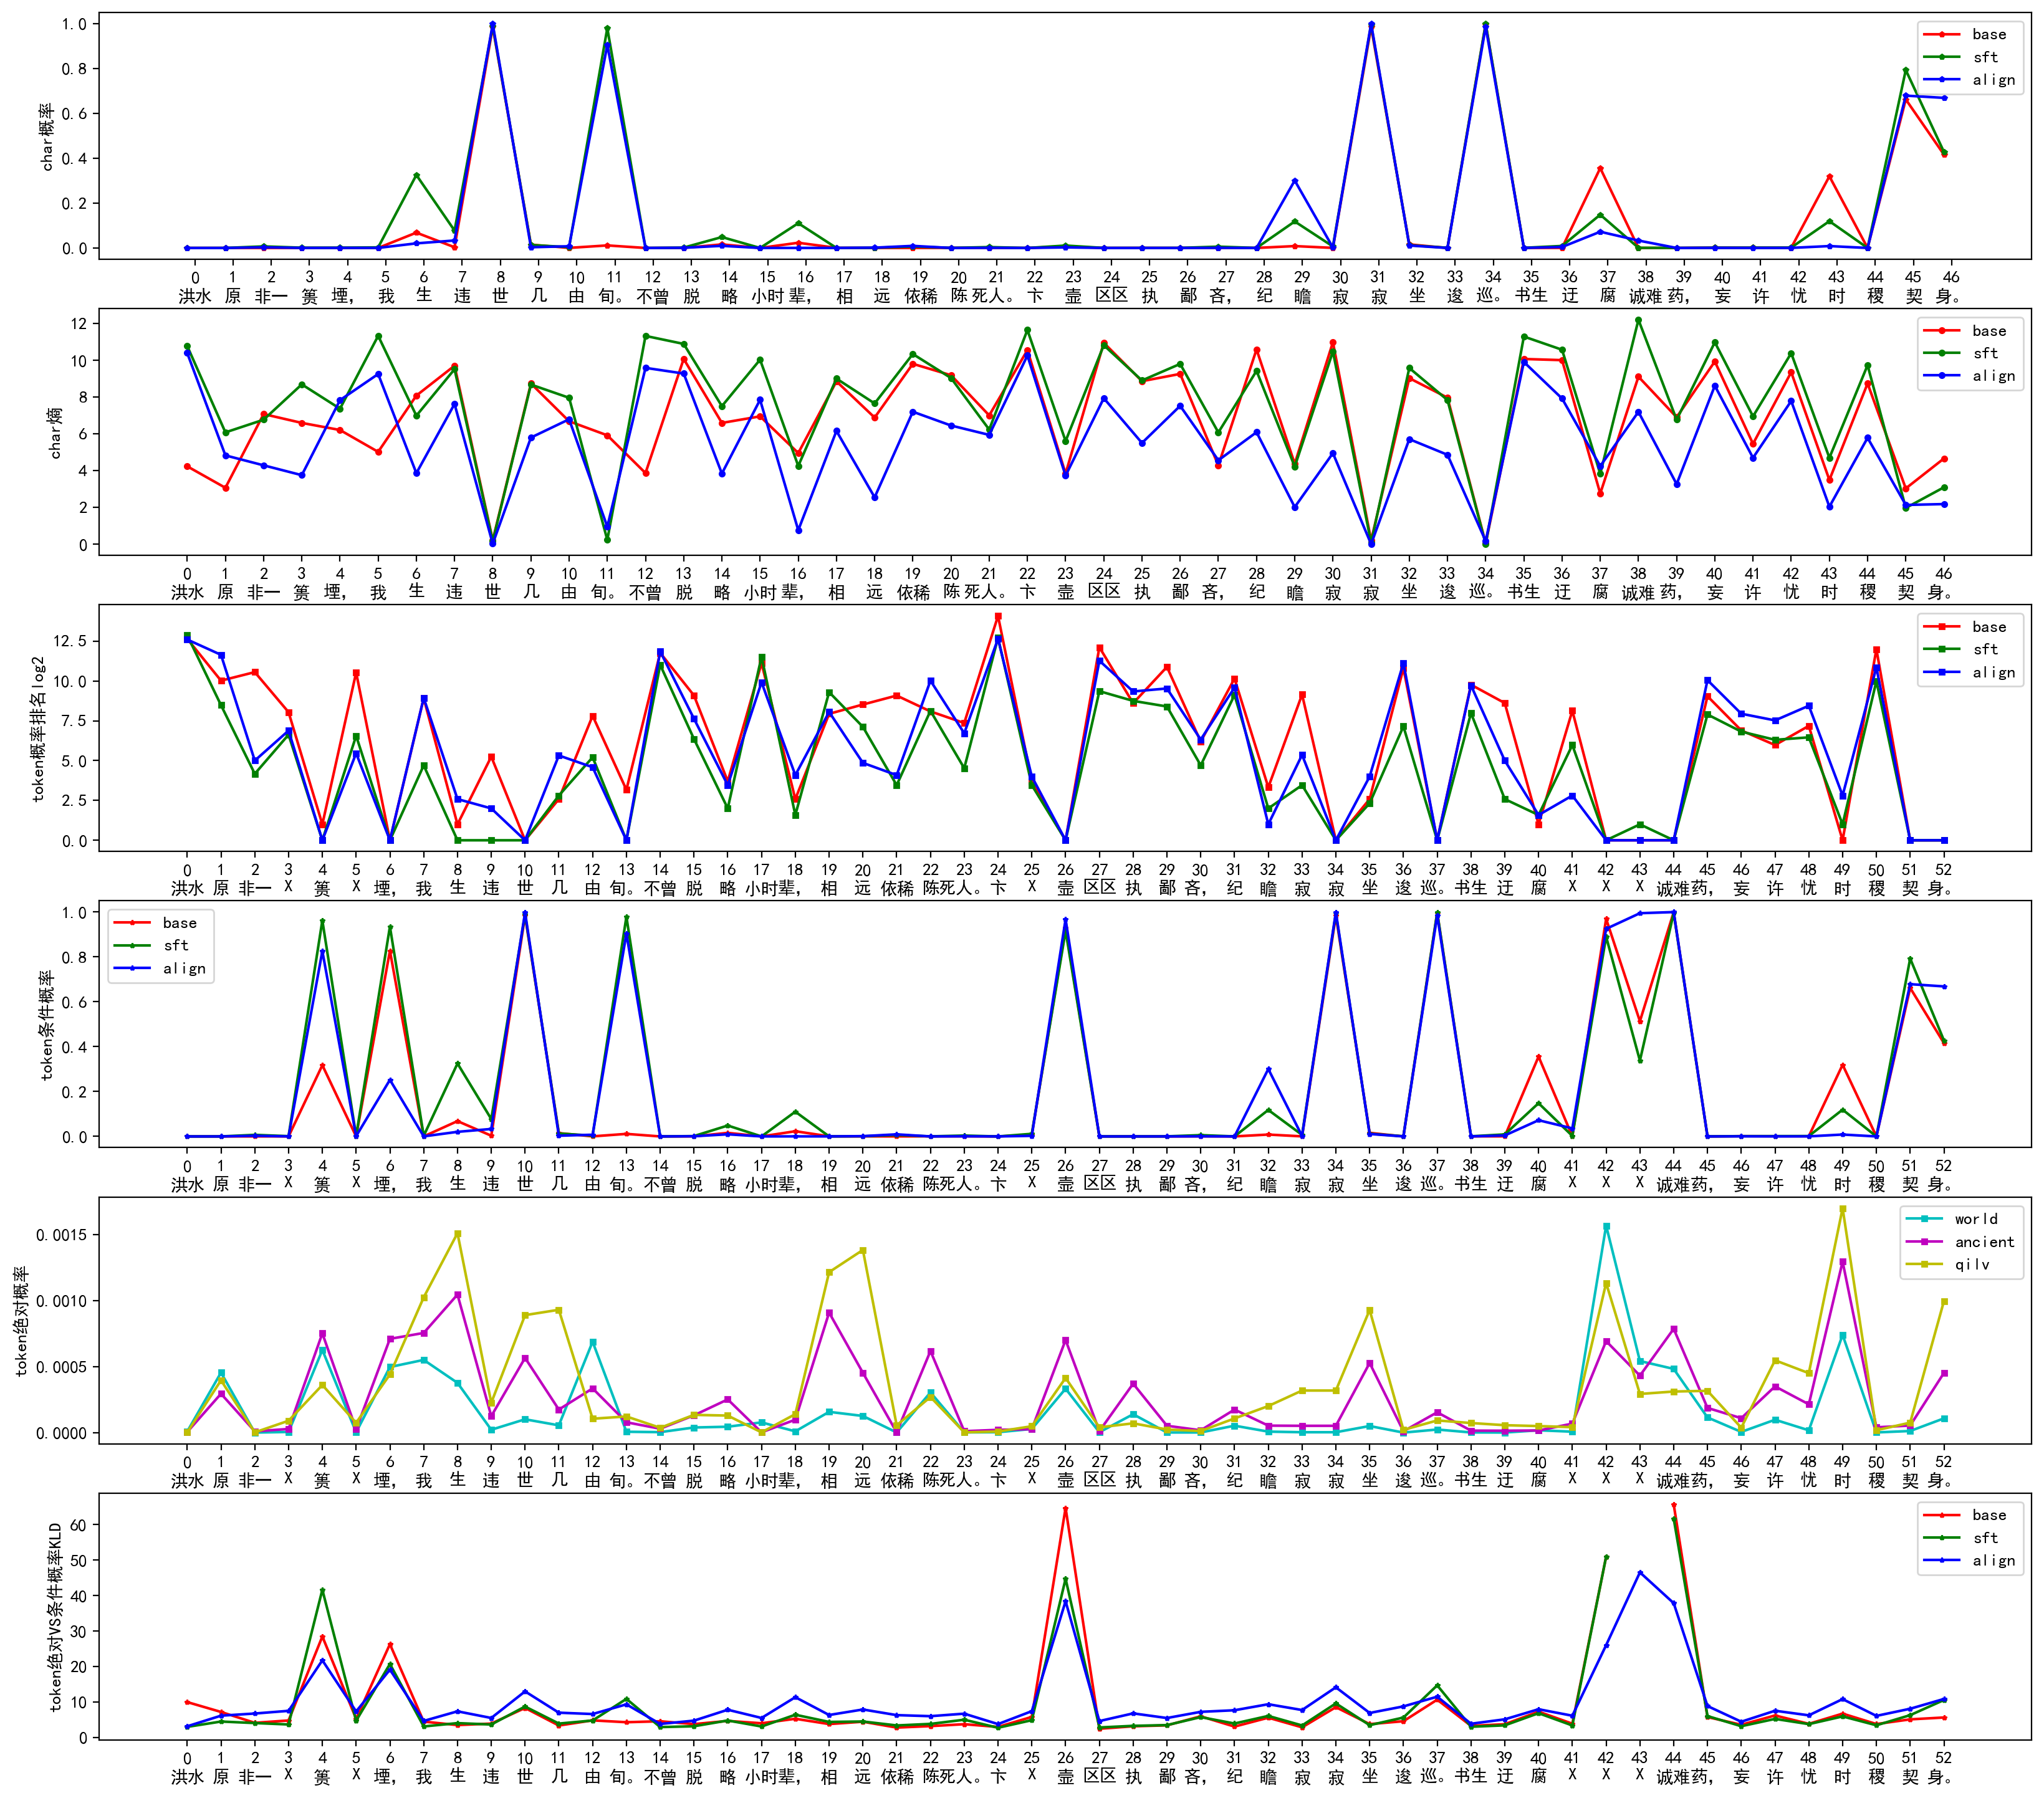 char概率
1.0
0.8
0.6
0.4
0.2
0.0
base
sft
align
0 1 2 3 4 5 6 7 8 9 10 11 12 13 14 15 16 17 18 19 20 21 22 23 24 25 26 27 28 29 30 31 32 33 34 35 36 37 38 39 40 41 42 43 44 45 46
洪水 原 非一 篑 堙， 我 生 违 世 几 由 旬。 不曾 脱 略 小时 辈， 相 远 依稀 陈 死人。 卞 壸 区区 执 鄙 吝， 纪 瞻 寂 寂 坐 逡 巡。 书生 迂 腐 诚难 药， 妄 许 忧 时 稷 契 身。
char熵
12
10
8
6
4
2
0
base
sft
align
0 1 2 3 4 5 6 7 8 9 10 11 12 13 14 15 16 17 18 19 20 21 22 23 24 25 26 27 28 29 30 31 32 33 34 35 36 37 38 39 40 41 42 43 44 45 46
洪水 原 非一 篑 堙， 我 生 违 世 几 由 旬。 不曾 脱 略 小时 辈， 相 远 依稀 陈 死人。 卞 壸 区区 执 鄙 吝， 纪 瞻 寂 寂 坐 逡 巡。 书生 迂 腐 诚难 药， 妄 许 忧 时 稷 契 身。
token概率排名log2
12.5
10.0
7.5
5.0
2.5
0.0
base
sft
align
0 1 2 3 4 5 6 7 8 9 10 11 12 13 14 15 16 17 18 19 20 21 22 23 24 25 26 27 28 29 30 31 32 33 34 35 36 37 38 39 40 41 42 43 44 45 46 47 48 49 50 51 52
洪水 原 非一 X 篑 X 堙， 我 生 违 世 几 由 旬。 不曾 脱 略 小时 辈， 相 远 依稀 陈 死人。 卞 X 壸 区区 执 鄙 吝， 纪 瞻 寂 寂 坐 逡 巡。 书生 迂 腐 X X X 诚难 药， 妄 许 忧 时 稷 契 身。
token条件概率
1.0
0.8
0.6
0.4
0.2
0.0
base
sft
align
0 1 2 3 4 5 6 7 8 9 10 11 12 13 14 15 16 17 18 19 20 21 22 23 24 25 26 27 28 29 30 31 32 33 34 35 36 37 38 39 40 41 42 43 44 45 46 47 48 49 50 51 52
洪水 原 非一 X 篑 X 堙， 我 生 违 世 几 由 旬。 不曾 脱 略 小时 辈， 相 远 依稀 陈 死人。 卞 X 壸 区区 执 鄙 吝， 纪 瞻 寂 寂 坐 逡 巡。 书生 迂 腐 X X X 诚难 药， 妄 许 忧 时 稷 契 身。
token绝对概率
0.0015
0.0010
0.0005
0.0000
world
ancient
qilv
0 1 2 3 4 5 6 7 8 9 10 11 12 13 14 15 16 17 18 19 20 21 22 23 24 25 26 27 28 29 30 31 32 33 34 35 36 37 38 39 40 41 42 43 44 45 46 47 48 49 50 51 52
洪水 原 非一 X 篑 X 堙， 我 生 违 世 几 由 旬。 不曾 脱 略 小时 辈， 相 远 依稀 陈 死人。 卞 X 壸 区区 执 鄙 吝， 纪 瞻 寂 寂 坐 逡 巡。 书生 迂 腐 X X X 诚难 药， 妄 许 忧 时 稷 契 身。
token绝对VS条件概率KLD
60
50
40
30
20
10
0
base
sft
align
0 1 2 3 4 5 6 7 8 9 10 11 12 13 14 15 16 17 18 19 20 21 22 23 24 25 26 27 28 29 30 31 32 33 34 35 36 37 38 39 40 41 42 43 44 45 46 47 48 49 50 51 52
洪水 原 非一 X 篑 X 堙， 我 生 违 世 几 由 旬。 不曾 脱 略 小时 辈， 相 远 依稀 陈 死人。 卞 X 壸 区区 执 鄙 吝， 纪 瞻 寂 寂 坐 逡 巡。 书生 迂 腐 X X X 诚难 药， 妄 许 忧 时 稷 契 身。